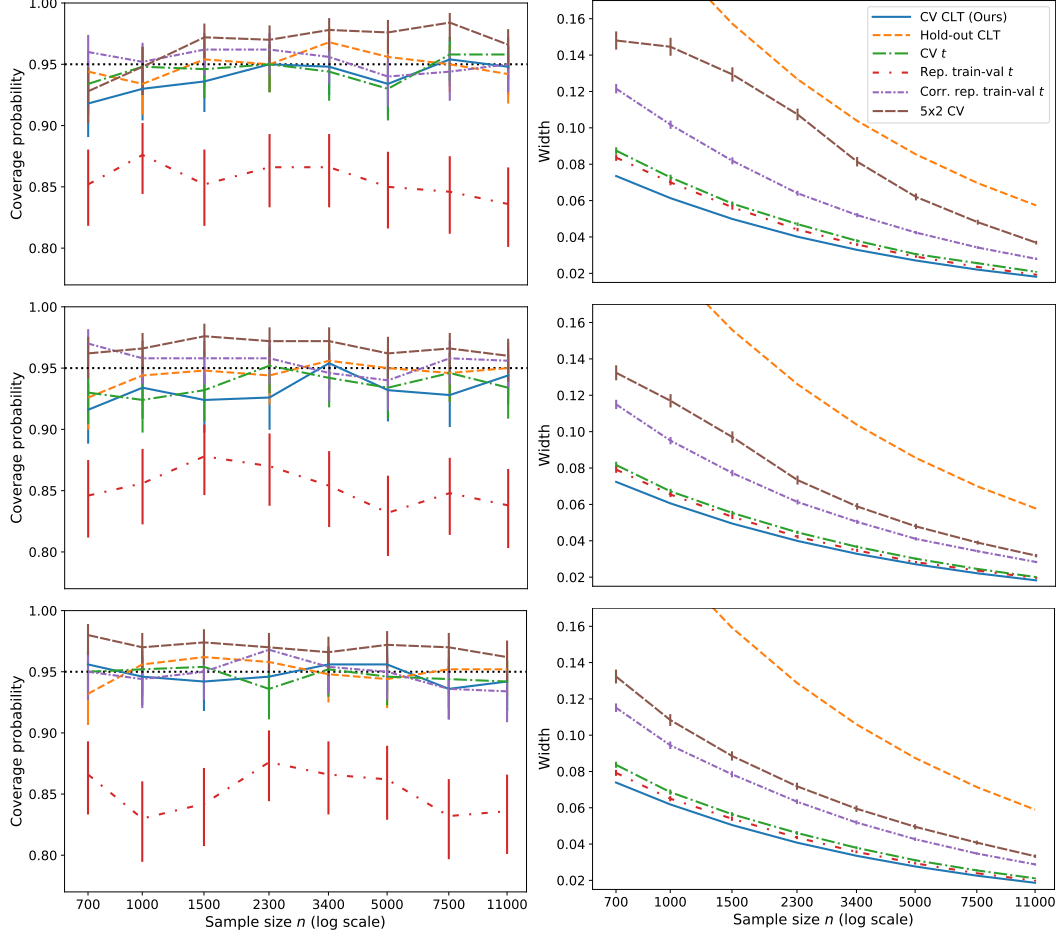 1.00
0.95
0.90
0.85
0.80
Coverage probability
0.16
0.14
0.12
0.10
0.08
0.06
0.04
0.02
Width
CV CLT (Ours)
Hold-out CLT
CV t
Rep. train-val t
Corr. rep. train-val t
5x2 CV
1.00
0.95
0.90
0.85
0.80
Coverage probability
0.16
0.14
0.12
0.10
0.08
0.06
0.04
0.02
Width
1.00
0.95
0.90
0.85
0.80
Coverage probability
700 1000 1500 2300 3400 5000 7500 11000
Sample size n (log scale)
0.16
0.14
0.12
0.10
0.08
0.06
0.04
0.02
Width
700 1000 1500 2300 3400 5000 7500 11000
Sample size n (log scale)